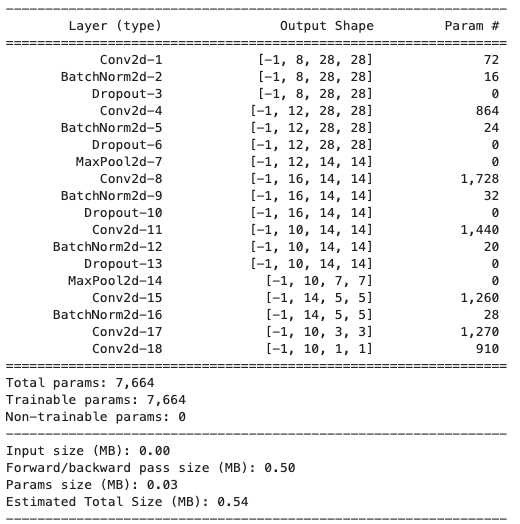 ----------------------------------------------------------------
        Layer (type)               Output Shape         Param #
================================================================
            Conv2d-1            [-1, 8, 28, 28]              72
       BatchNorm2d-2            [-1, 8, 28, 28]              16
           Dropout-3            [-1, 8, 28, 28]               0
            Conv2d-4           [-1, 12, 28, 28]             864
       BatchNorm2d-5           [-1, 12, 28, 28]              24
           Dropout-6           [-1, 12, 28, 28]               0
         MaxPool2d-7           [-1, 12, 14, 14]               0
            Conv2d-8           [-1, 16, 14, 14]           1,728
       BatchNorm2d-9           [-1, 16, 14, 14]              32
          Dropout-10           [-1, 16, 14, 14]               0
           Conv2d-11           [-1, 10, 14, 14]           1,440
      BatchNorm2d-12           [-1, 10, 14, 14]              20
          Dropout-13           [-1, 10, 14, 14]               0
        MaxPool2d-14             [-1, 10, 7, 7]               0
           Conv2d-15             [-1, 14, 5, 5]           1,260
      BatchNorm2d-16             [-1, 14, 5, 5]              28
           Conv2d-17             [-1, 10, 3, 3]           1,270
           Conv2d-18             [-1, 10, 1, 1]             910
================================================================
Total params: 7,664
Trainable params: 7,664
Non-trainable params: 0
----------------------------------------------------------------
Input size (MB): 0.00
Forward/backward pass size (MB): 0.50
Params size (MB): 0.03
Estimated Total Size (MB): 0.54
----------------------------------------------------------------